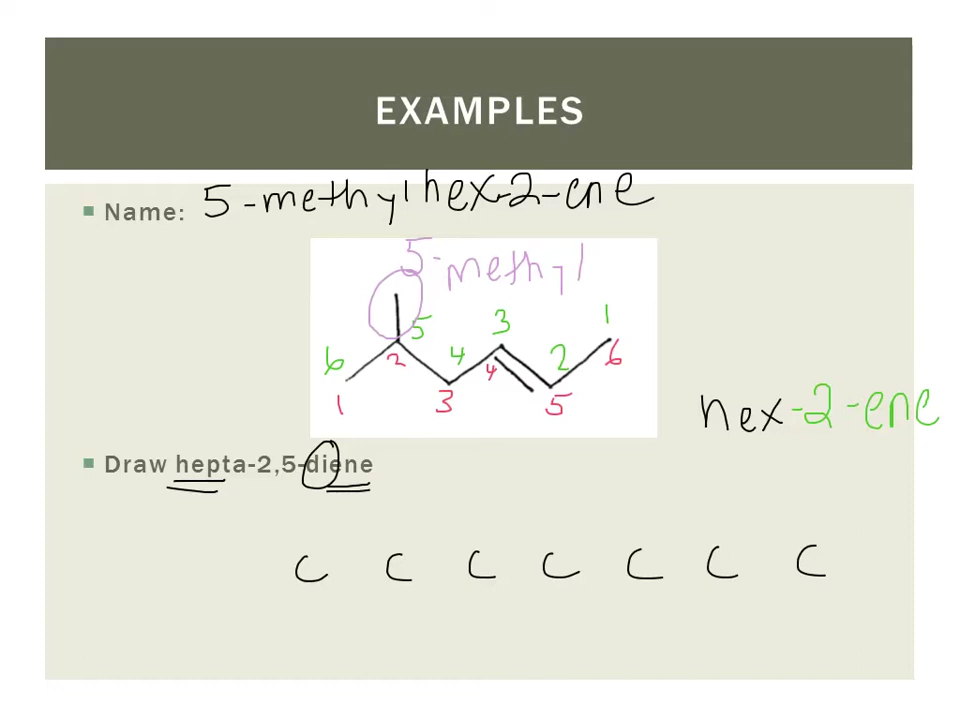 EXAMPLES
Name: 5-methylhex-2-ene
5-methyl
6 5 4 3 2 1
1 2 3 4 5 6
hex-2-ene
Draw hepta-2,5-diene
C C C C C C C